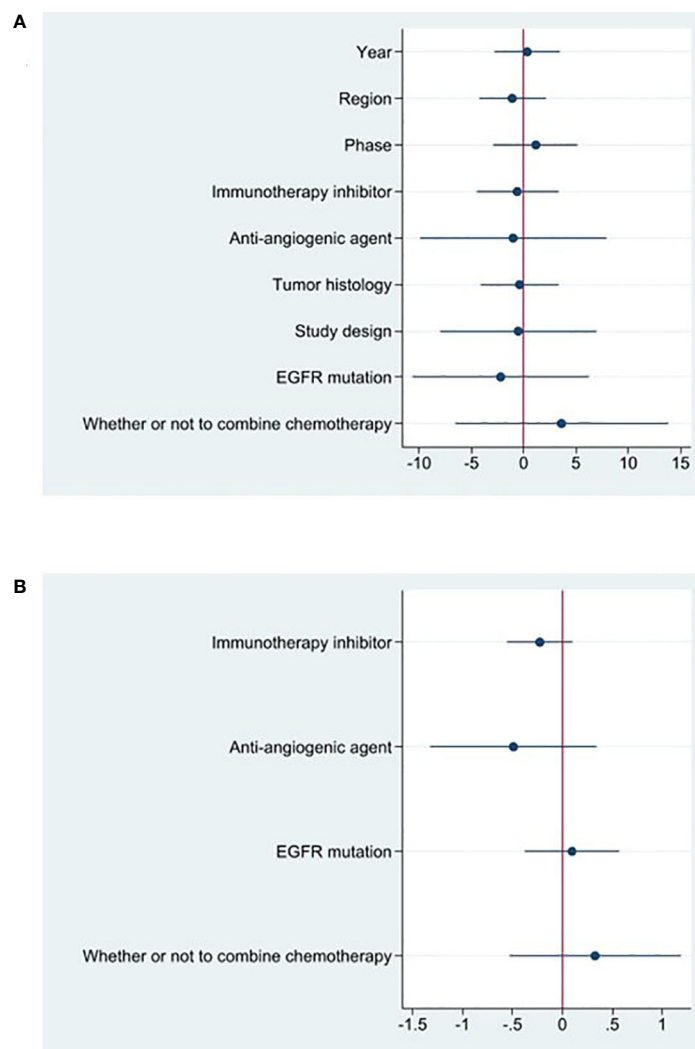 A
Year
Region
Phase
Immunotherapy inhibitor
Anti-angiogenic agent
Tumor histology
Study design
EGFR mutation
Whether or not to combine chemotherapy
-10 -5 0 5 10 15
B
Immunotherapy inhibitor
Anti-angiogenic agent
EGFR mutation
Whether or not to combine chemotherapy
-1.5 -1 -.5 0 .5 1